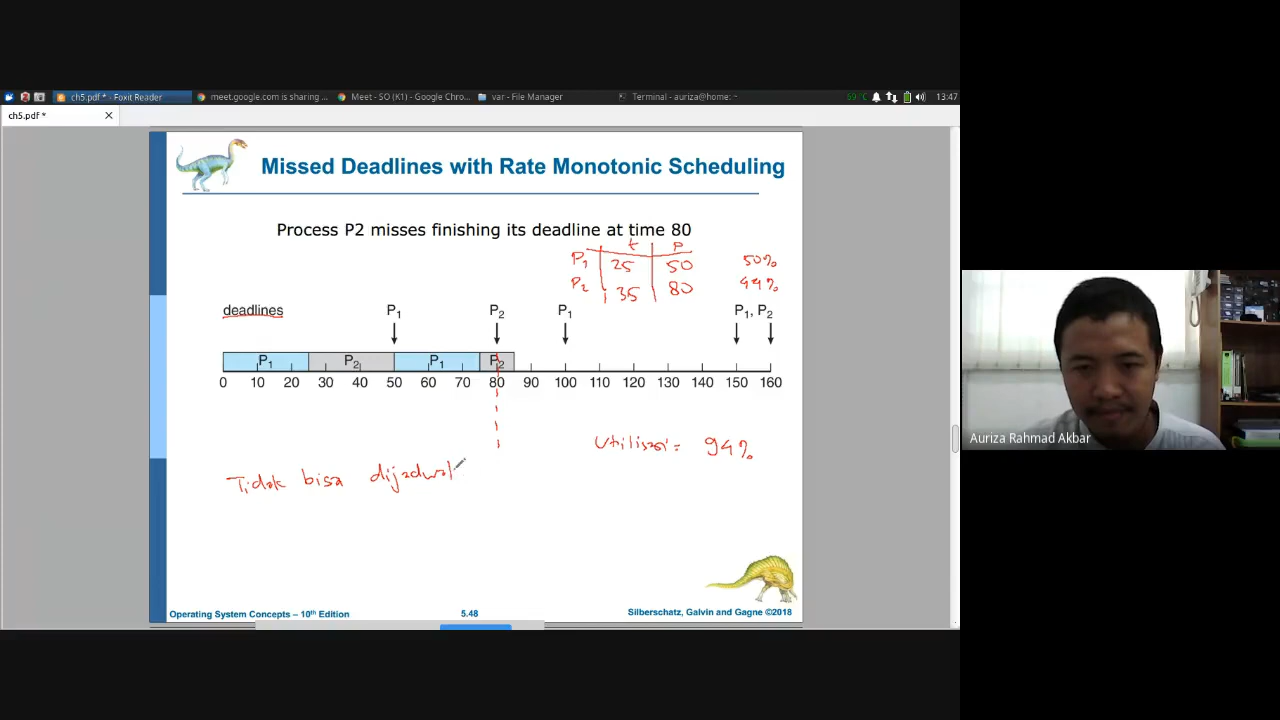 ch5.pdf * - Foxit Reader
meet.google.com is sharing ...
Meet - SO (K1) - Google Chro...
var - File Manager
Terminal - auriza@home: ~
69°C
13:47
ch5.pdf *
Missed Deadlines with Rate Monotonic Scheduling
Process P2 misses finishing its deadline at time 80
t P
P1 25 50 50%
P2 35 80 44%
deadlines P1 P2 P1 P1, P2
P1 P2 P1 P2
0 10 20 30 40 50 60 70 80 90 100 110 120 130 140 150 160
Utilisasi = 94%
Tidak bisa dijadwal
Auriza Rahmad Akbar
Operating System Concepts – 10th Edition
5.48
Silberschatz, Galvin and Gagne ©2018